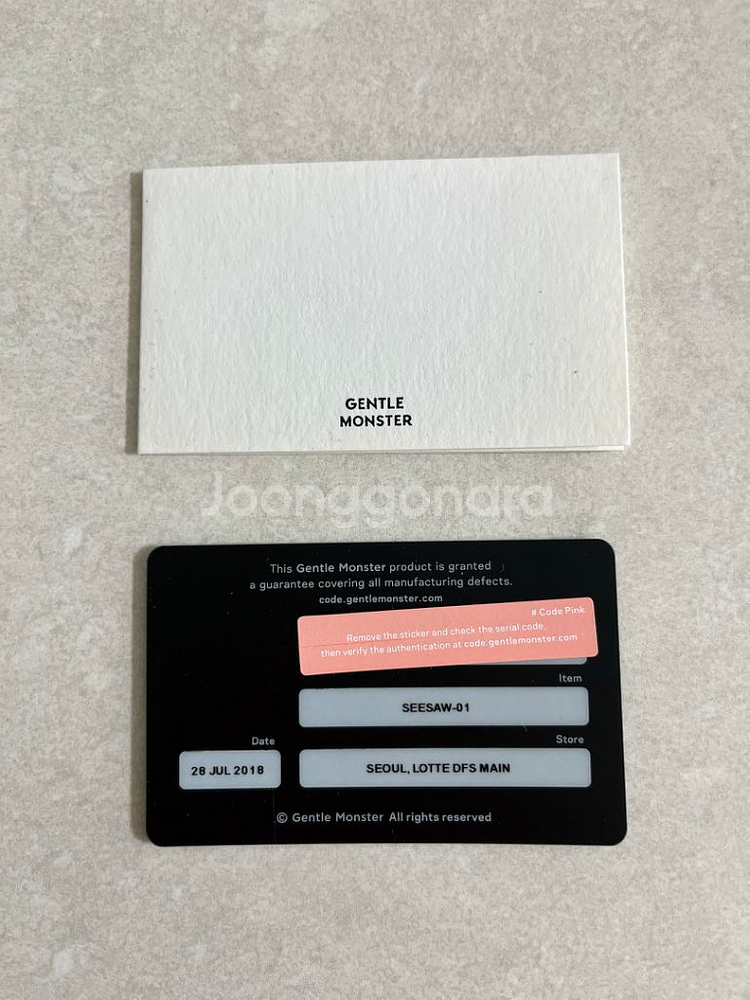 GENTLE
MONSTER
Joonggonara
This Gentle Monster product is granted
a guarantee covering all manufacturing defects.
code.gentlemonster.com
# Code Pink
Remove the sticker and check the serial code,
then verify the authentication at code.gentlemonster.com
Item
SEESAW-01
Date
Store
28 JUL 2018
SEOUL, LOTTE DFS MAIN
© Gentle Monster All rights reserved